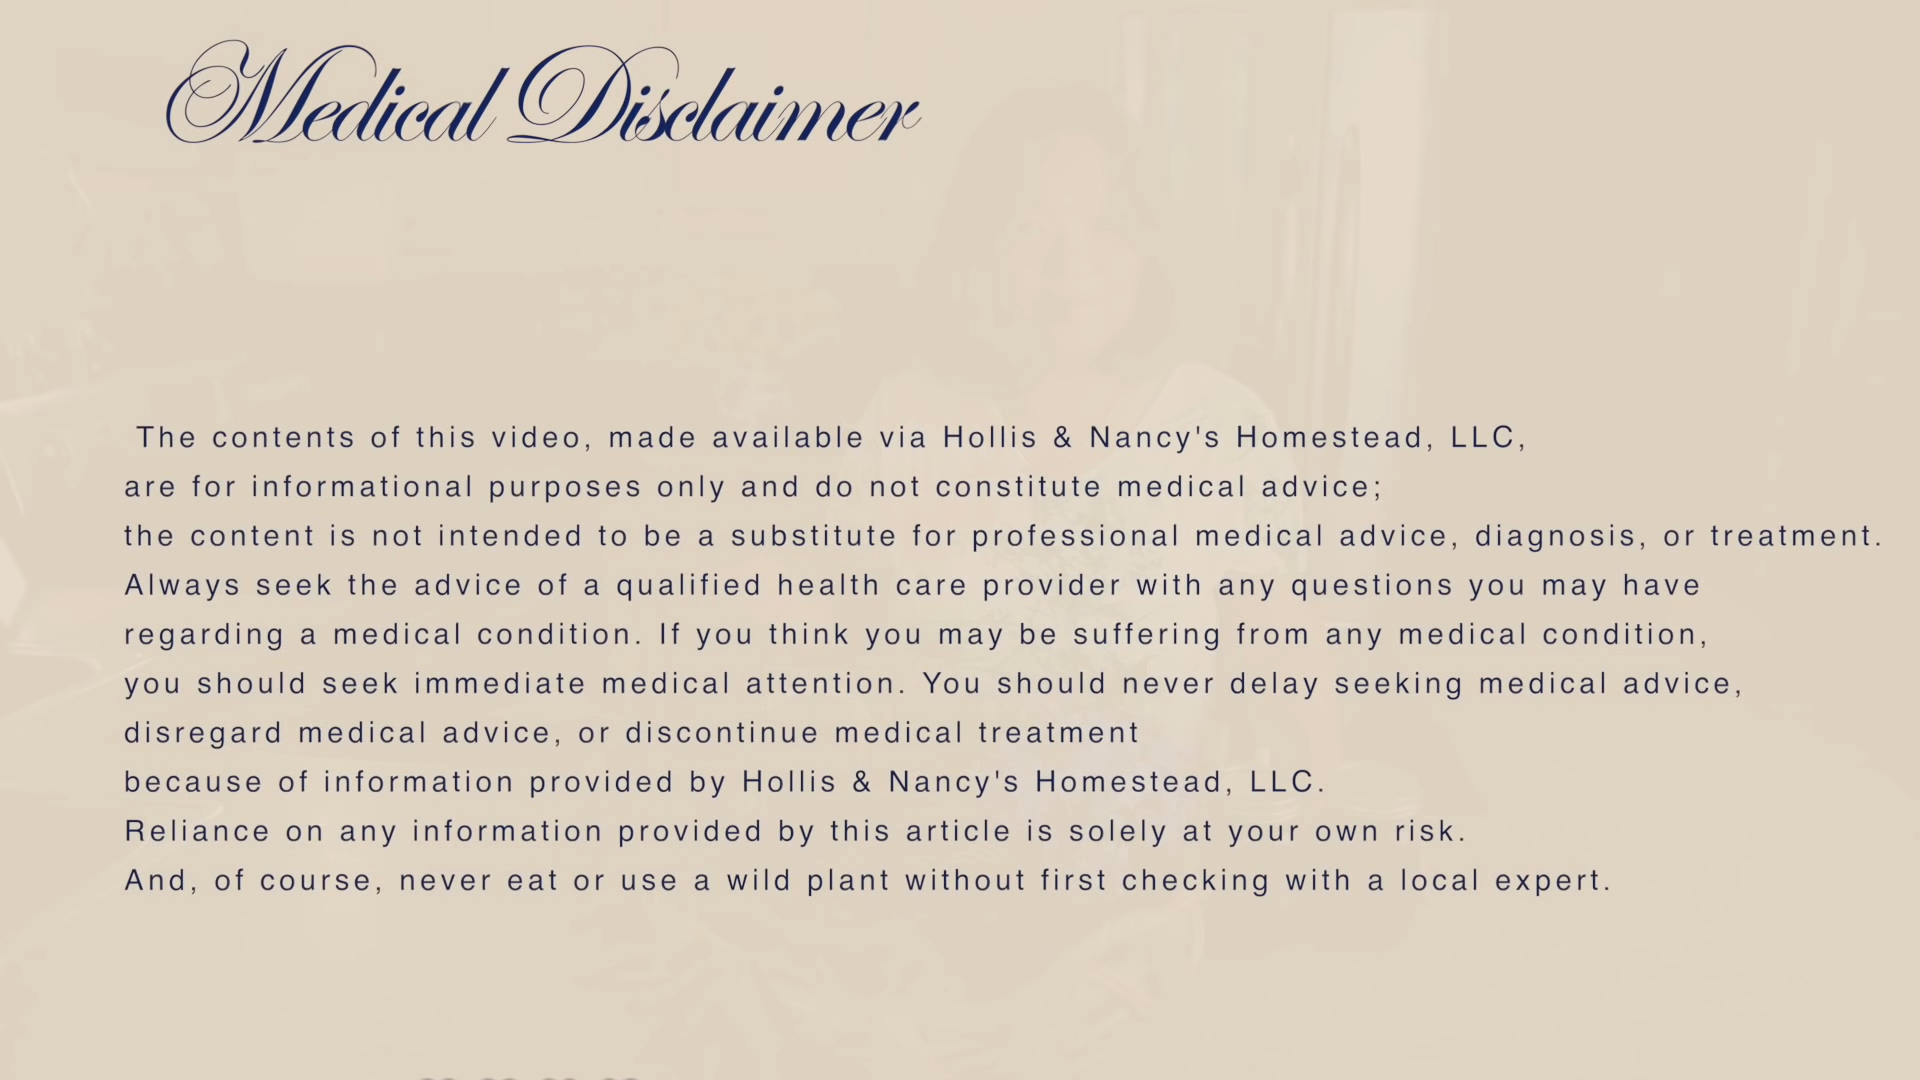 Medical Disclaimer
The contents of this video, made available via Hollis & Nancy's Homestead, LLC,
are for informational purposes only and do not constitute medical advice;
the content is not intended to be a substitute for professional medical advice, diagnosis, or treatment.
Always seek the advice of a qualified health care provider with any questions you may have
regarding a medical condition. If you think you may be suffering from any medical condition,
you should seek immediate medical attention. You should never delay seeking medical advice,
disregard medical advice, or discontinue medical treatment
because of information provided by Hollis & Nancy's Homestead, LLC.
Reliance on any information provided by this article is solely at your own risk.
And, of course, never eat or use a wild plant without first checking with a local expert.